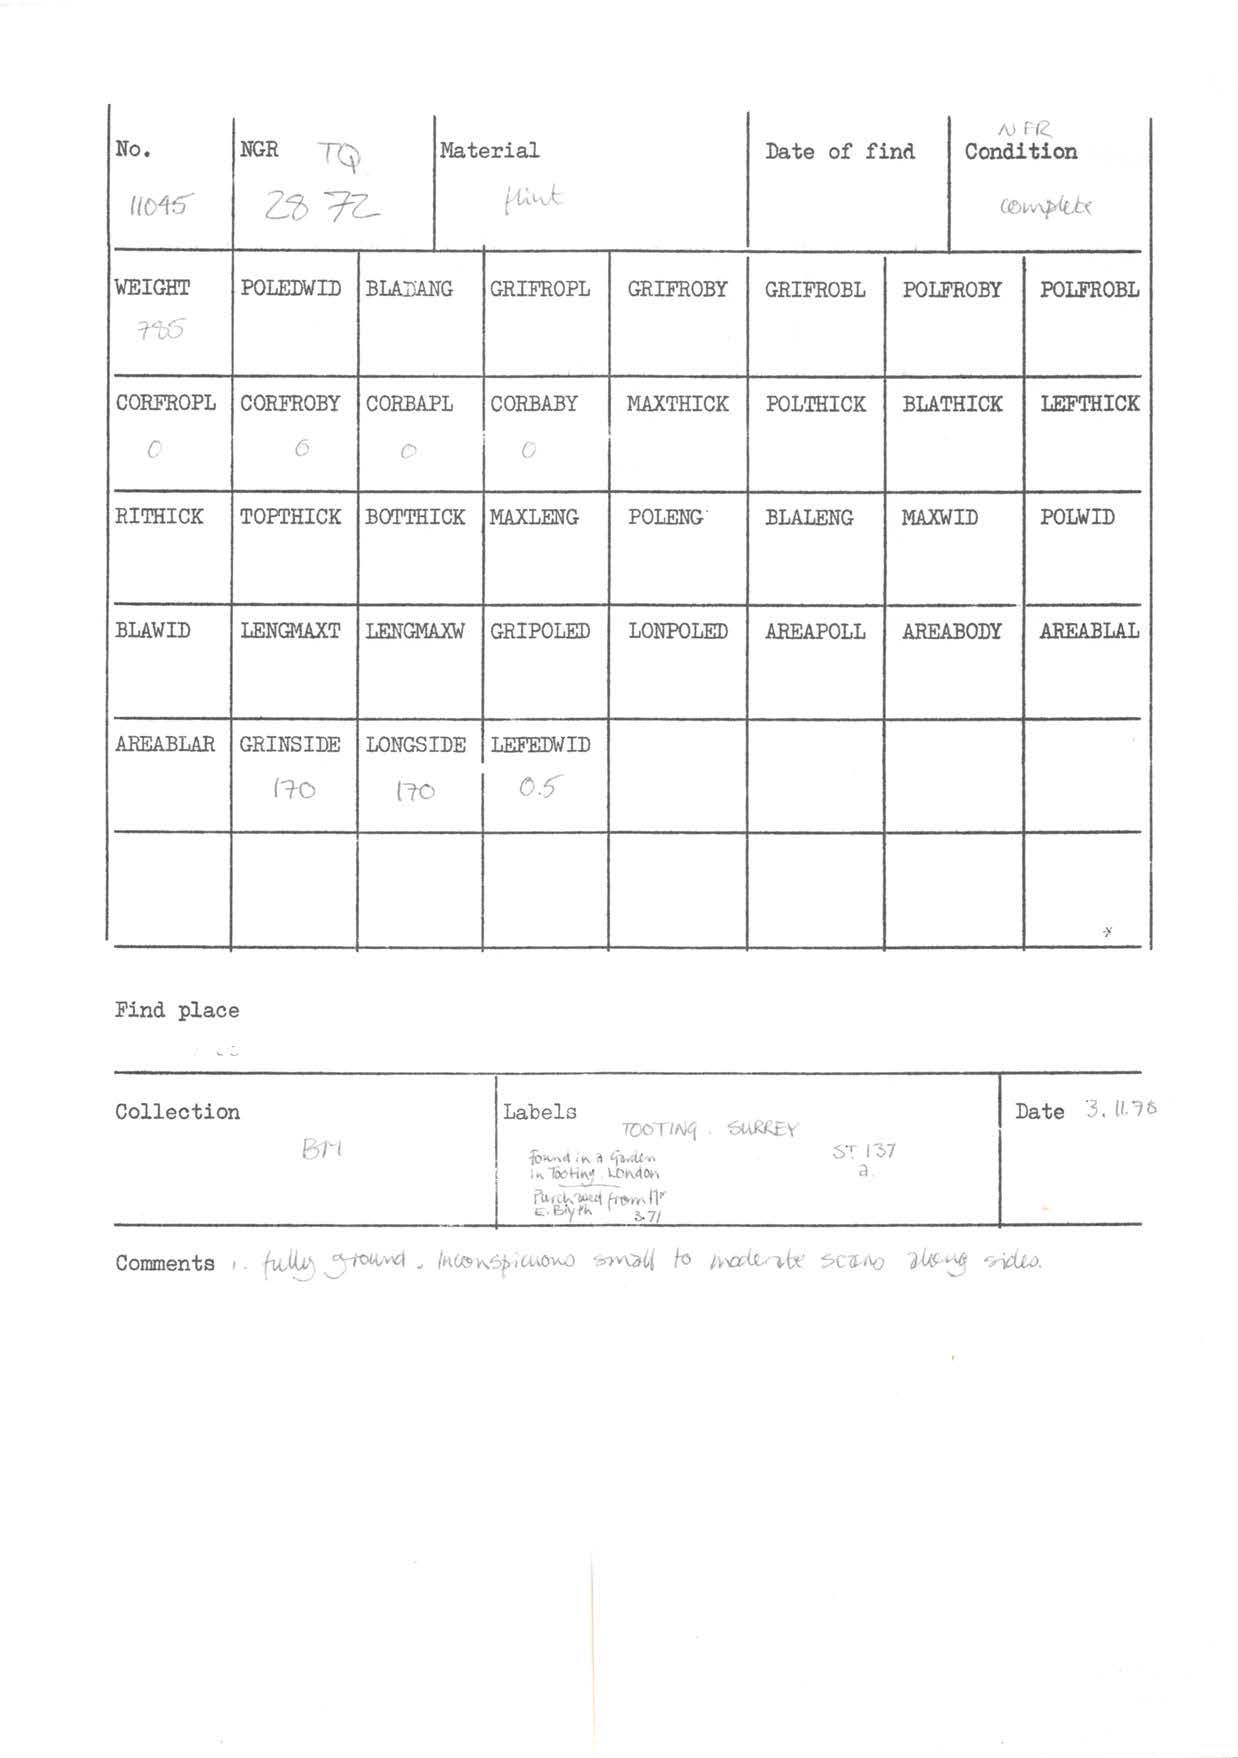 NFR
No. NGR TQ Material Date of find Condition
11045 28 72 flint complete
WEIGHT POLEDWID BLADANG GRIFROPL GRIFROBY GRIFROBL POLFROBY POLFROBL
785
CORFROPL CORFROBY CORBAPL CORBABY MAXTHICK POLTHICK BLATHICK LEFTHICK
0 0 0 0
RITHICK TOPTHICK BOTTHICK MAXLENG POLENG BLALENG MAXWID POLWID
BLAWID LENGMAXT LENGMAXW GRIPOLED LONPOLED AREAPOLL AREABODY AREABLAL
AREABLAR GRINSIDE LONGSIDE LEFEDWID
170 170 0.5
Find place
Collection Labels Date 3.11.78
TOOTING. SURREY
BM
Found in a Garden ST 137
in Tooting, London a.
Purchased from Mr
E. Blyth 3.71
Comments 1. fully ground. Inconspicuous small to moderate scars along sides.